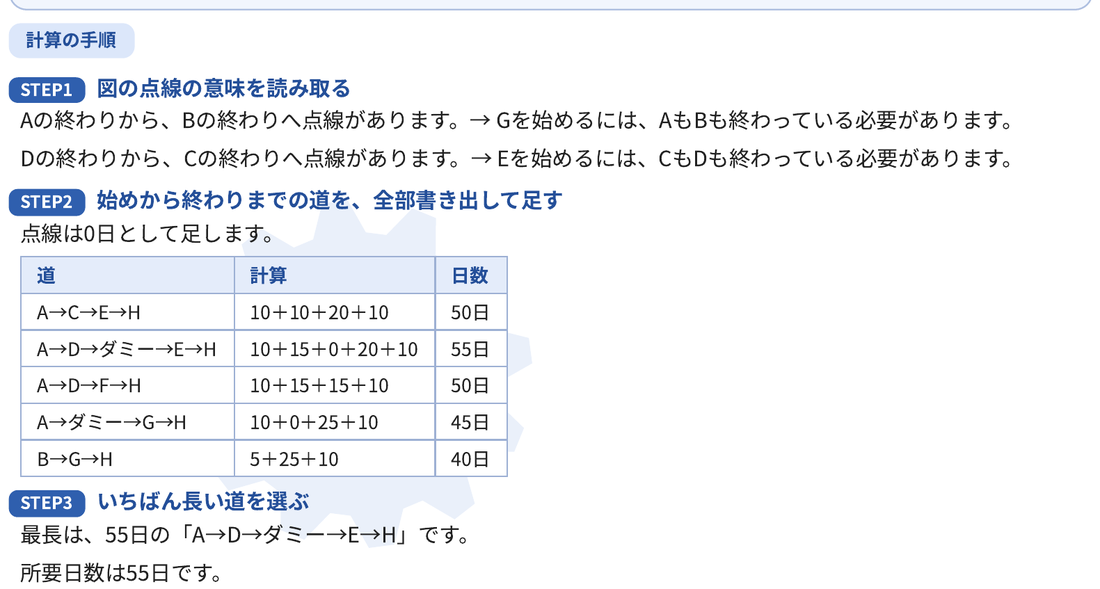 計算の手順
STEP1 図の点線の意味を読み取る
Aの終わりから、Bの終わりへ点線があります。→ Gを始めるには、AもBも終わっている必要があります。
Dの終わりから、Cの終わりへ点線があります。→ Eを始めるには、CもDも終わっている必要があります。
STEP2 始めから終わりまでの道を、全部書き出して足す
点線は0日として足します。
道 計算 日数
A→C→E→H 10＋10＋20＋10 50日
A→D→ダミー→E→H 10＋15＋0＋20＋10 55日
A→D→F→H 10＋15＋15＋10 50日
A→ダミー→G→H 10＋0＋25＋10 45日
B→G→H 5＋25＋10 40日
STEP3 いちばん長い道を選ぶ
最長は、55日の「A→D→ダミー→E→H」です。
所要日数は55日です。